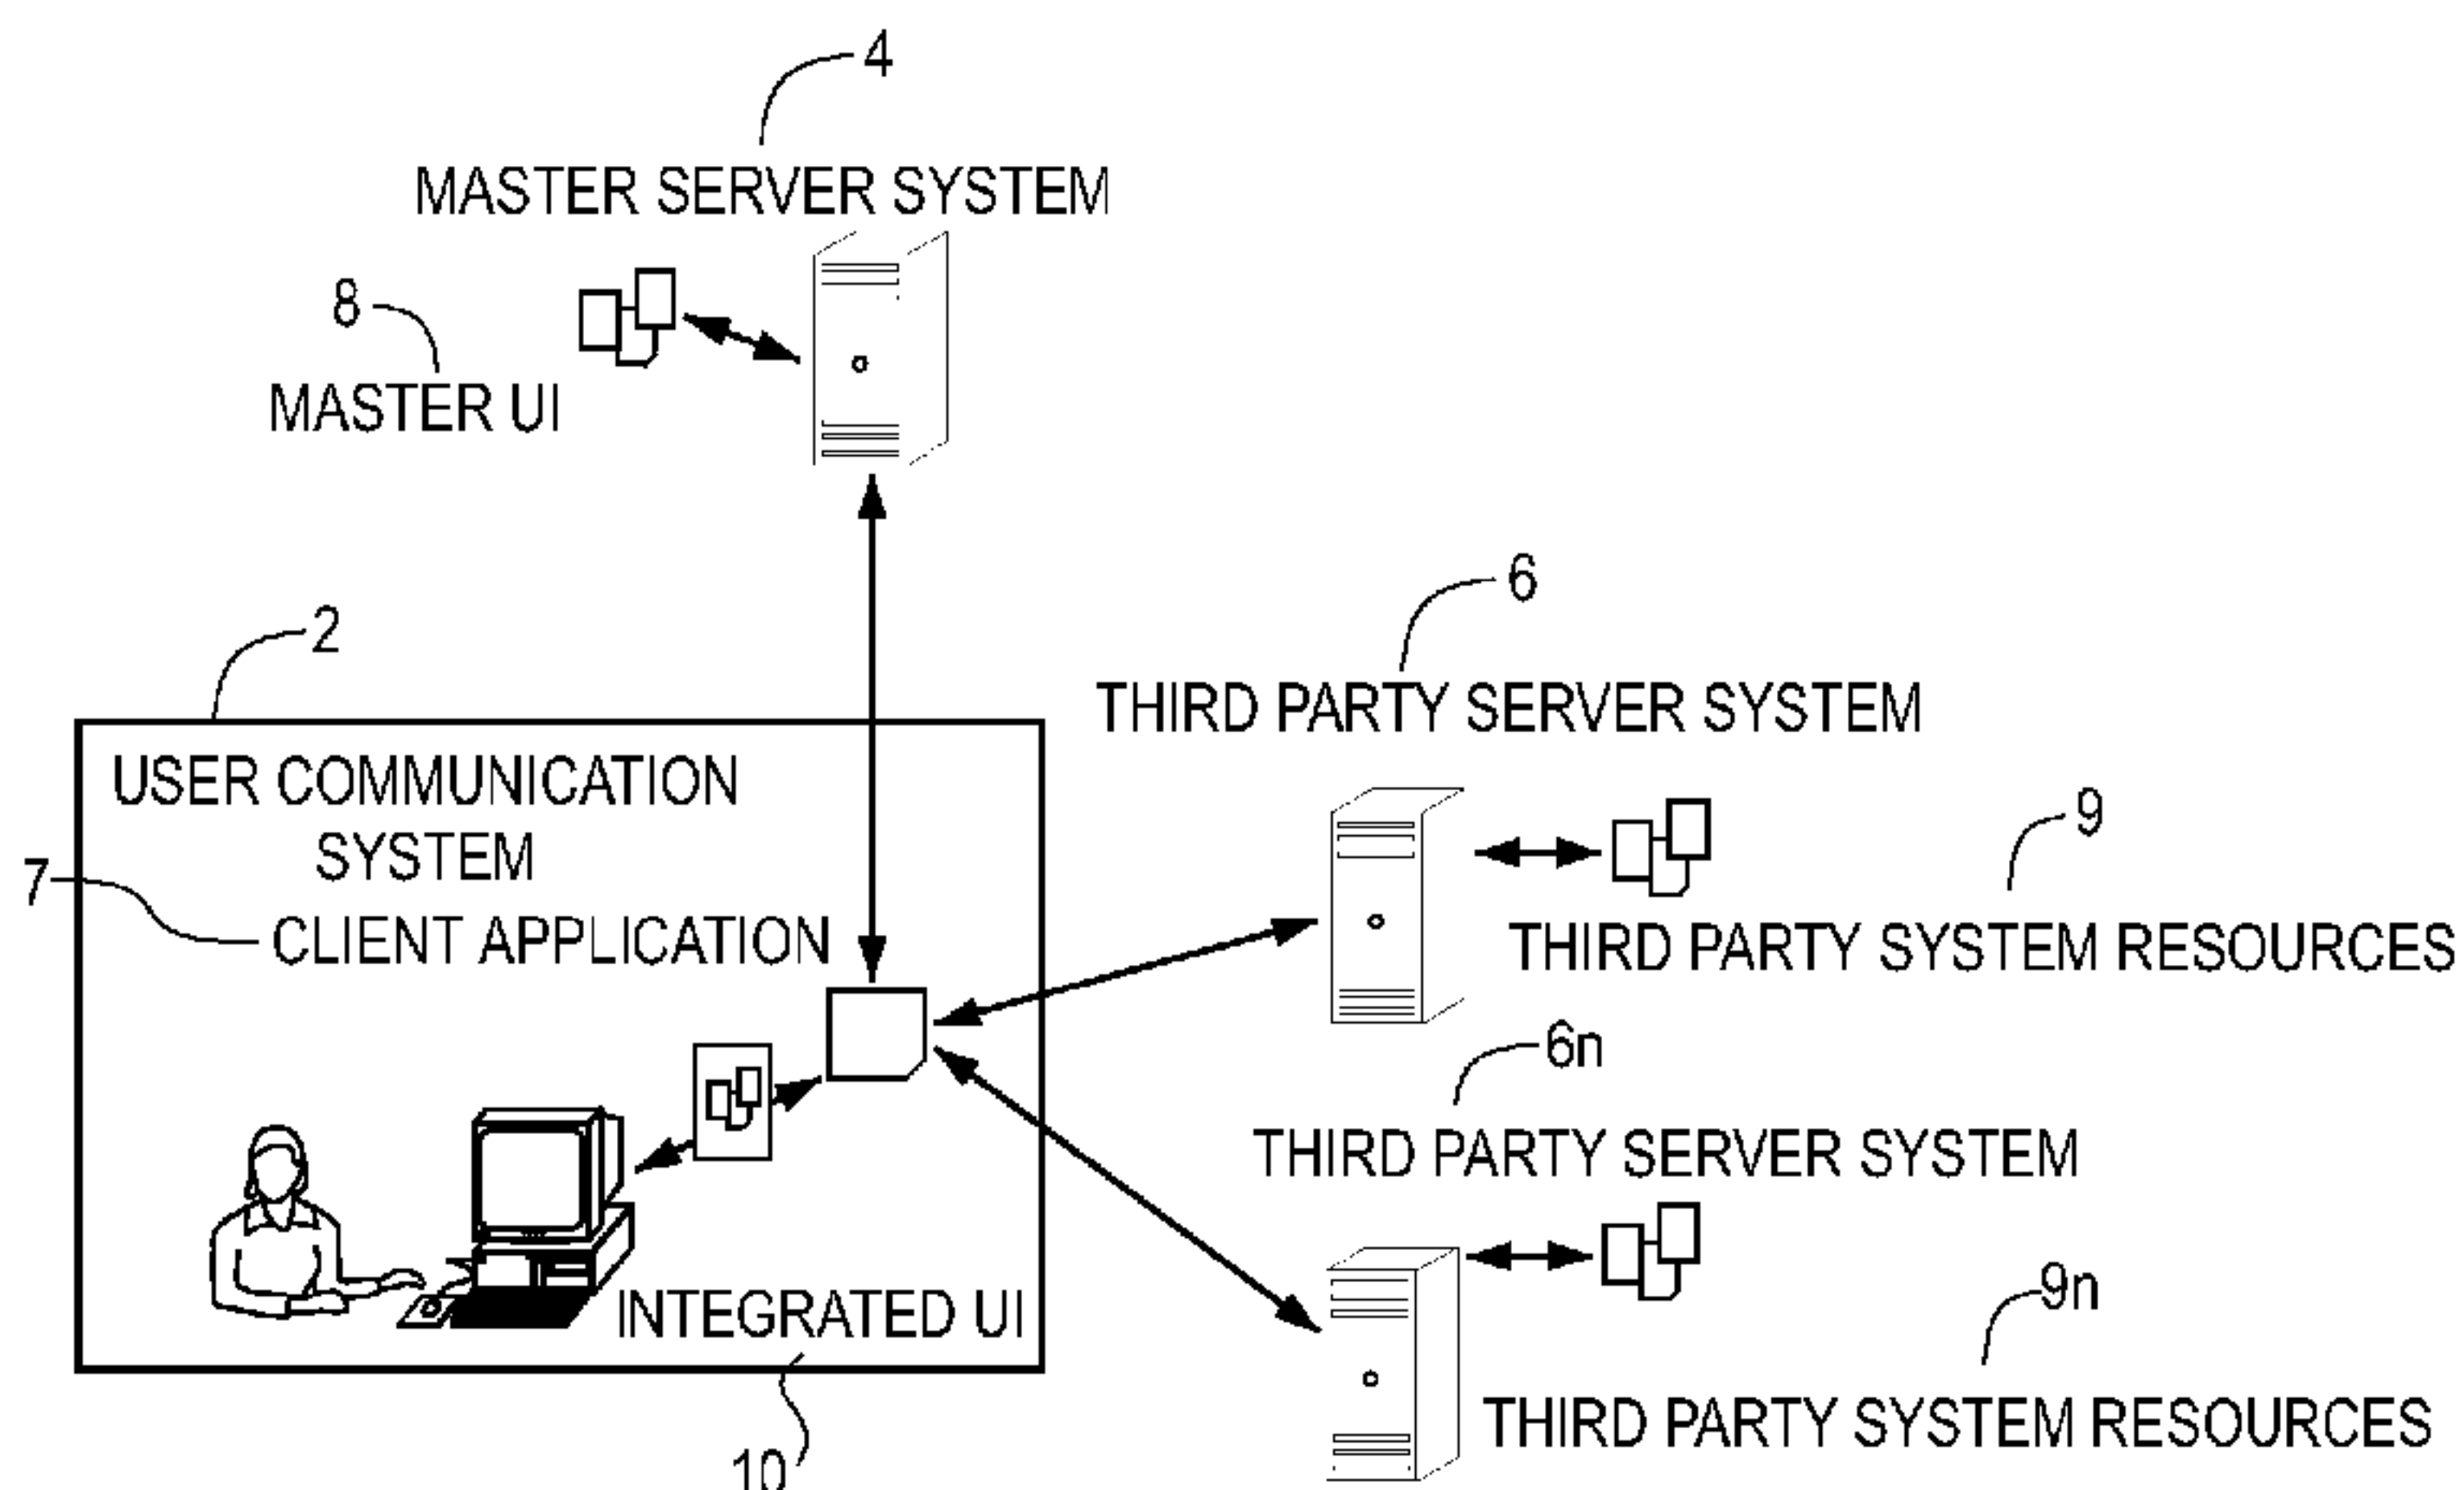 4
MASTER SERVER SYSTEM
8
MASTER UI
6
2
THIRD PARTY SERVER SYSTEM
USER COMMUNICATION
SYSTEM
9
7
CLIENT APPLICATION
THIRD PARTY SYSTEM RESOURCES
6n
THIRD PARTY SERVER SYSTEM
9n
INTEGRATED UI
THIRD PARTY SYSTEM RESOURCES
10